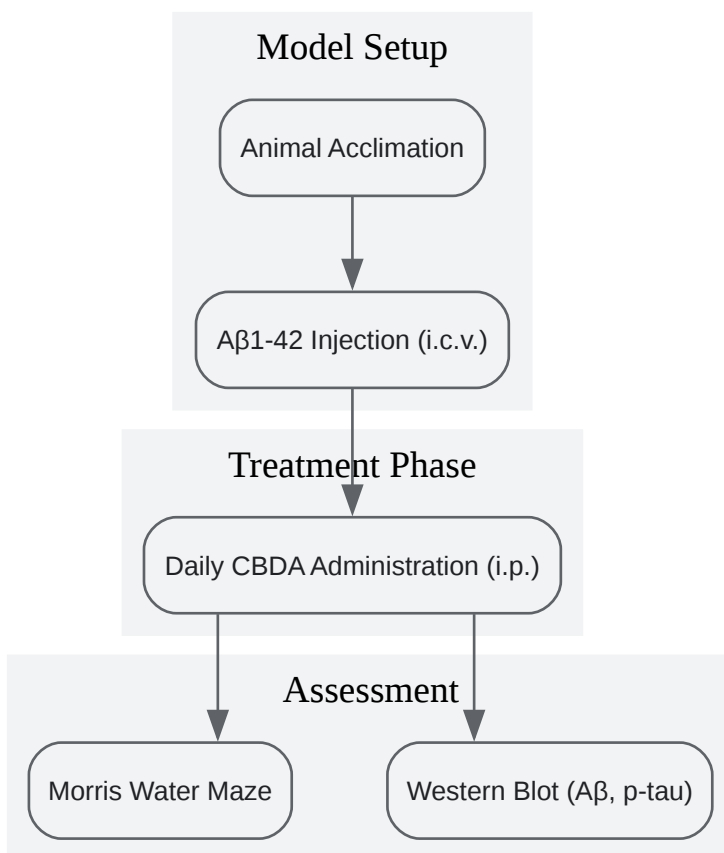 Model Setup
Animal Acclimation
Aβ1-42 Injection (i.c.v.)
Treatment Phase
Daily CBDA Administration (i.p.)
Assessment
Morris Water Maze
Western Blot (Aβ, p-tau)